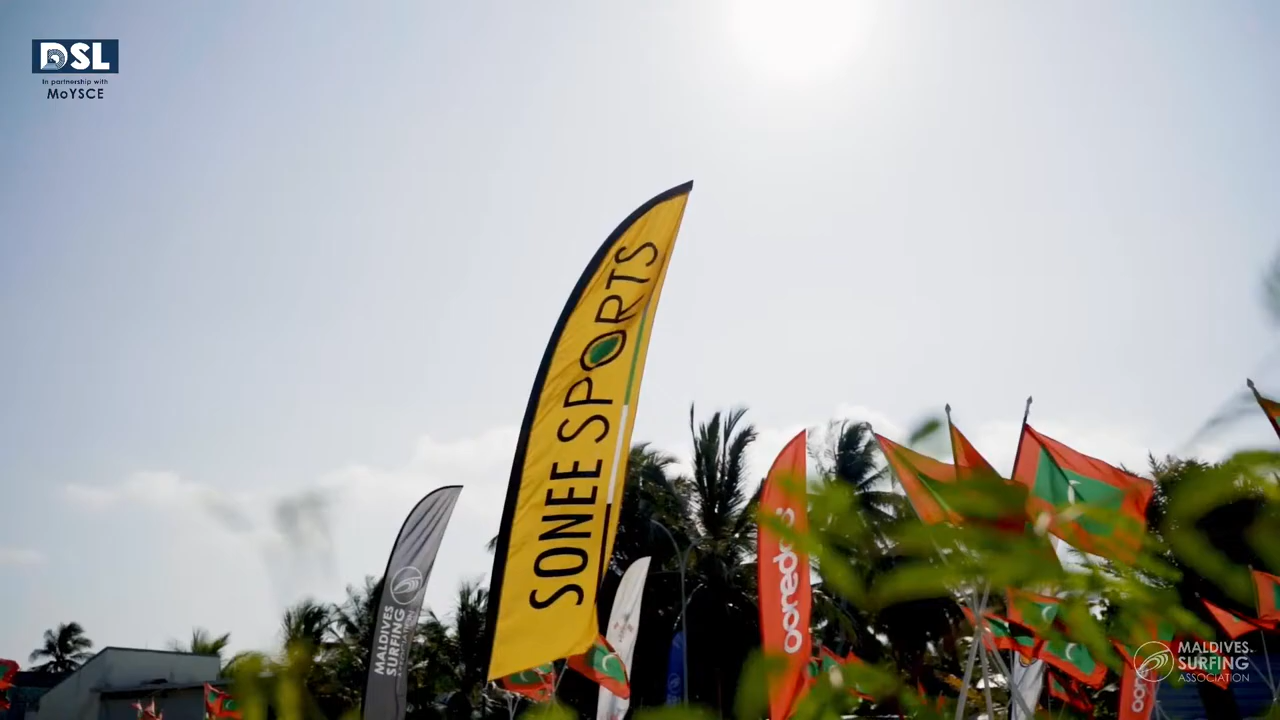 DSL
In partnership with
MoYSCE
SONEE SPORTS
MALDIVES
SURFING
ooredoo
MALDIVES
SURFING
ASSOCIATION